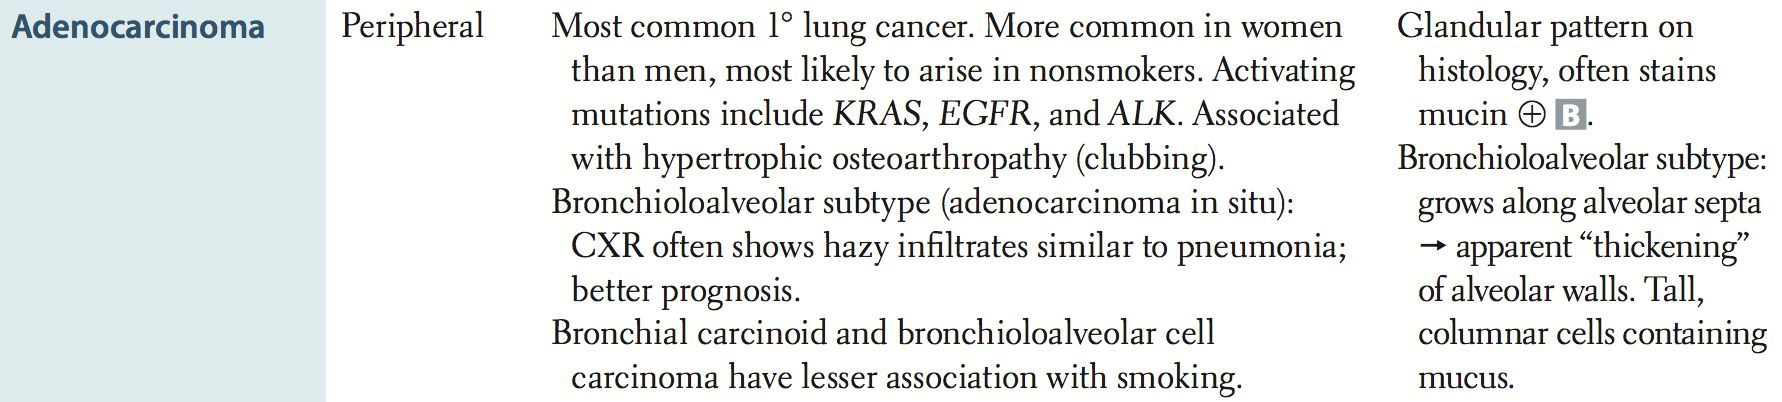 Adenocarcinoma
Peripheral
Most common 1° lung cancer. More common in women
than men, most likely to arise in nonsmokers. Activating
mutations include KRAS, EGFR, and ALK. Associated
with hypertrophic osteoarthropathy (clubbing).
Bronchioloalveolar subtype (adenocarcinoma in situ):
CXR often shows hazy infiltrates similar to pneumonia;
better prognosis.
Bronchial carcinoid and bronchioloalveolar cell
carcinoma have lesser association with smoking.
Glandular pattern on
histology, often stains
mucin ⊕ B.
Bronchioloalveolar subtype:
grows along alveolar septa
→ apparent “thickening”
of alveolar walls. Tall,
columnar cells containing
mucus.